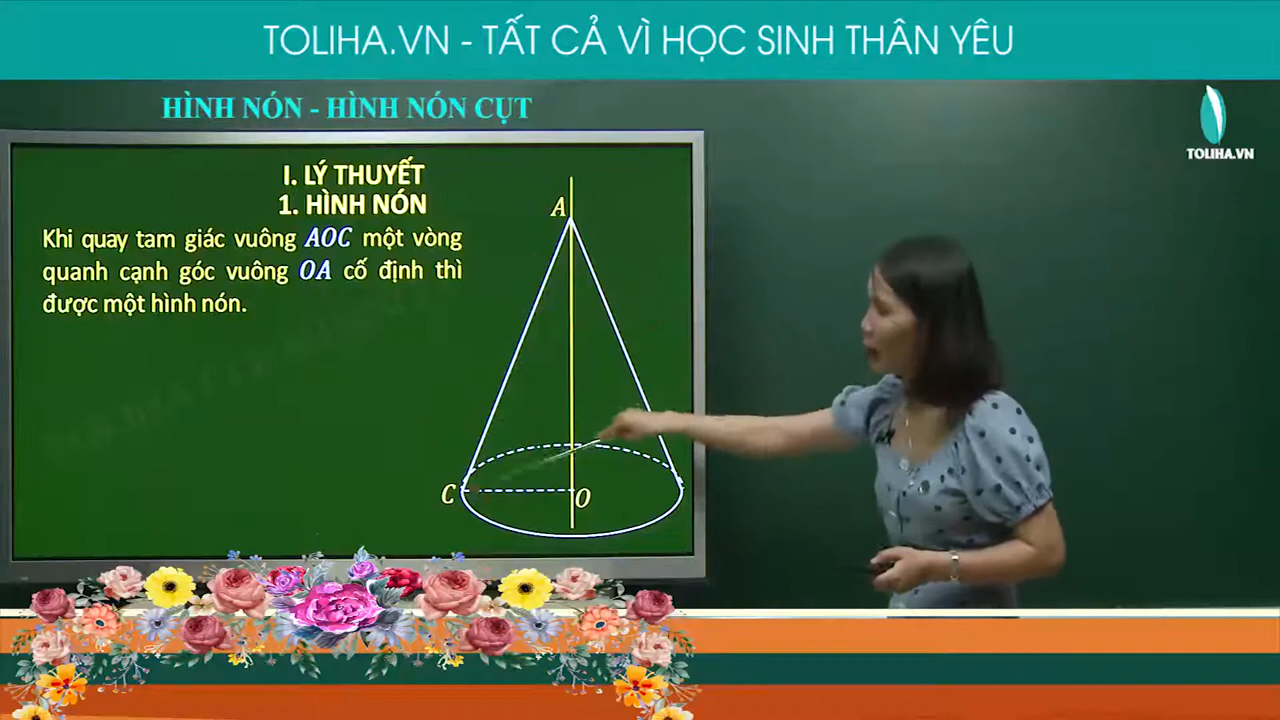 TOLIHA.VN - TẤT CẢ VÌ HỌC SINH THÂN YÊU
HÌNH NÓN - HÌNH NÓN CỤT
TOLIHA.VN
I. LÝ THUYẾT
1. HÌNH NÓN
Khi quay tam giác vuông AOC một vòng
quanh cạnh góc vuông OA cố định thì
được một hình nón.
A
C
O